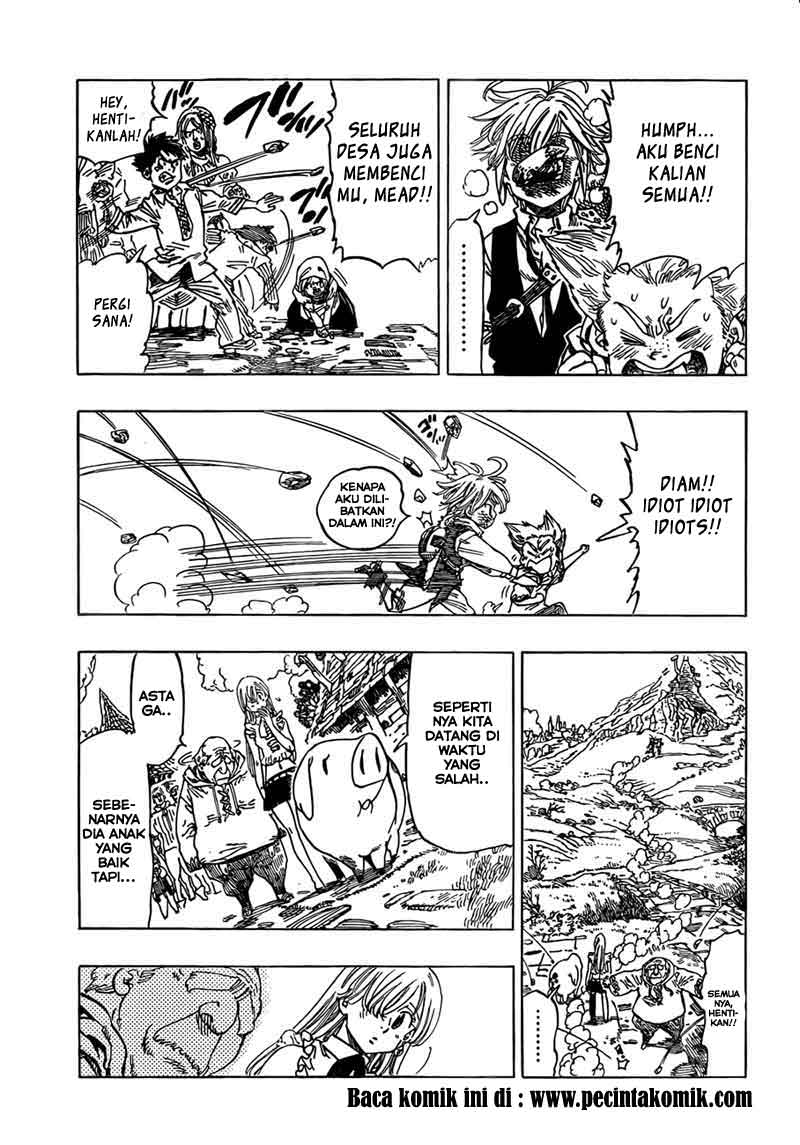 HUMPH...
AKU BENCI
KALIAN
SEMUA!!
HEY,
HENTI-
KANLAH!
SELURUH
DESA JUGA
MEMBENCI
MU, MEAD!!
PERGI
SANA!
DIAM!!
IDIOT IDIOT
IDIOTS!!
KENAPA
AKU DILI-
BATKAN
DALAM INI?!
SEMUA
NYA,
HENTI-
KAN!!
SEPERTI
NYA KITA
DATANG DI
WAKTU
YANG
SALAH..
ASTA
GA..
SEBE-
NARNYA
DIA ANAK
YANG
BAIK
TAPI...
Baca komik ini di : www.pecintakomik.com